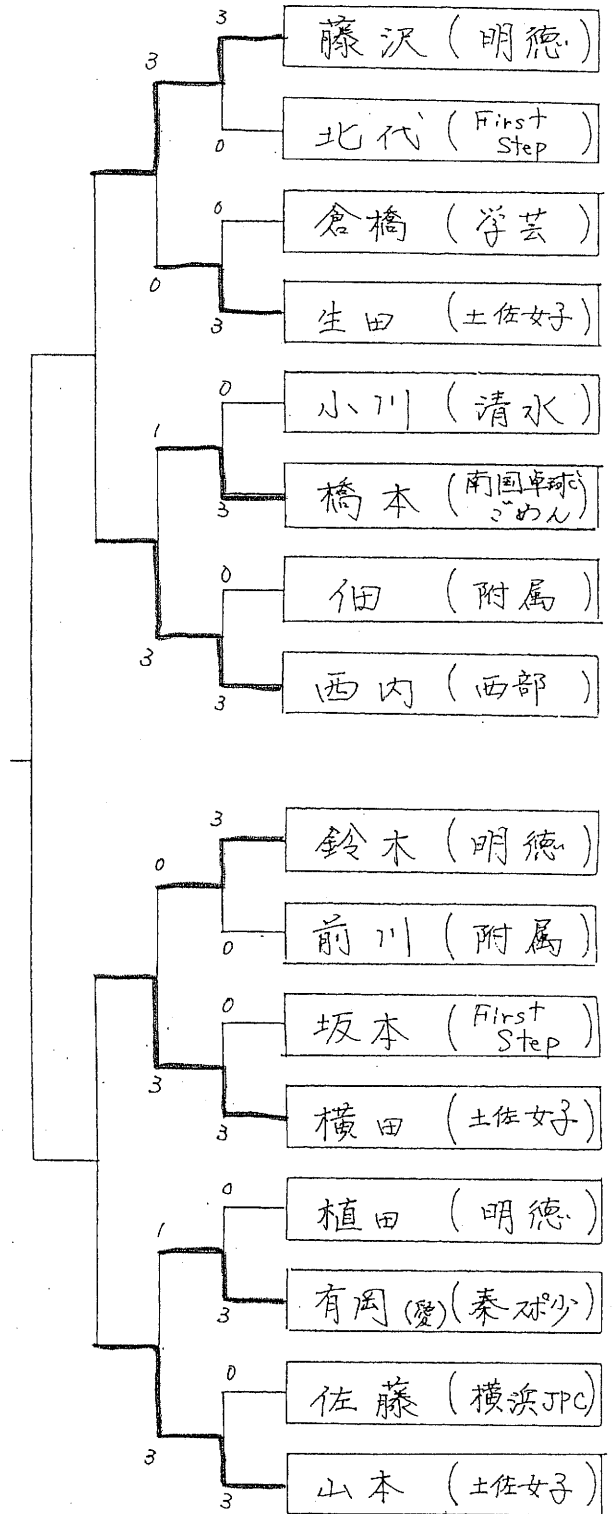 3
藤沢 (明徳)
3
北代 (First Step)
0
0
倉橋 (学芸)
0
生田 (土佐女子)
3
0
小川 (清水)
1
橋本 (南国卓球くごめん)
3
0
佃 (附属)
3
西内 (西部)
3
3
鈴木 (明徳)
0
前川 (附属)
0
0
坂本 (First Step)
3
横田 (土佐女子)
3
0
植田 (明徳)
1
有岡(愛) (秦スポ少)
3
0
佐藤 (横浜JPC)
3
山本 (土佐女子)
3